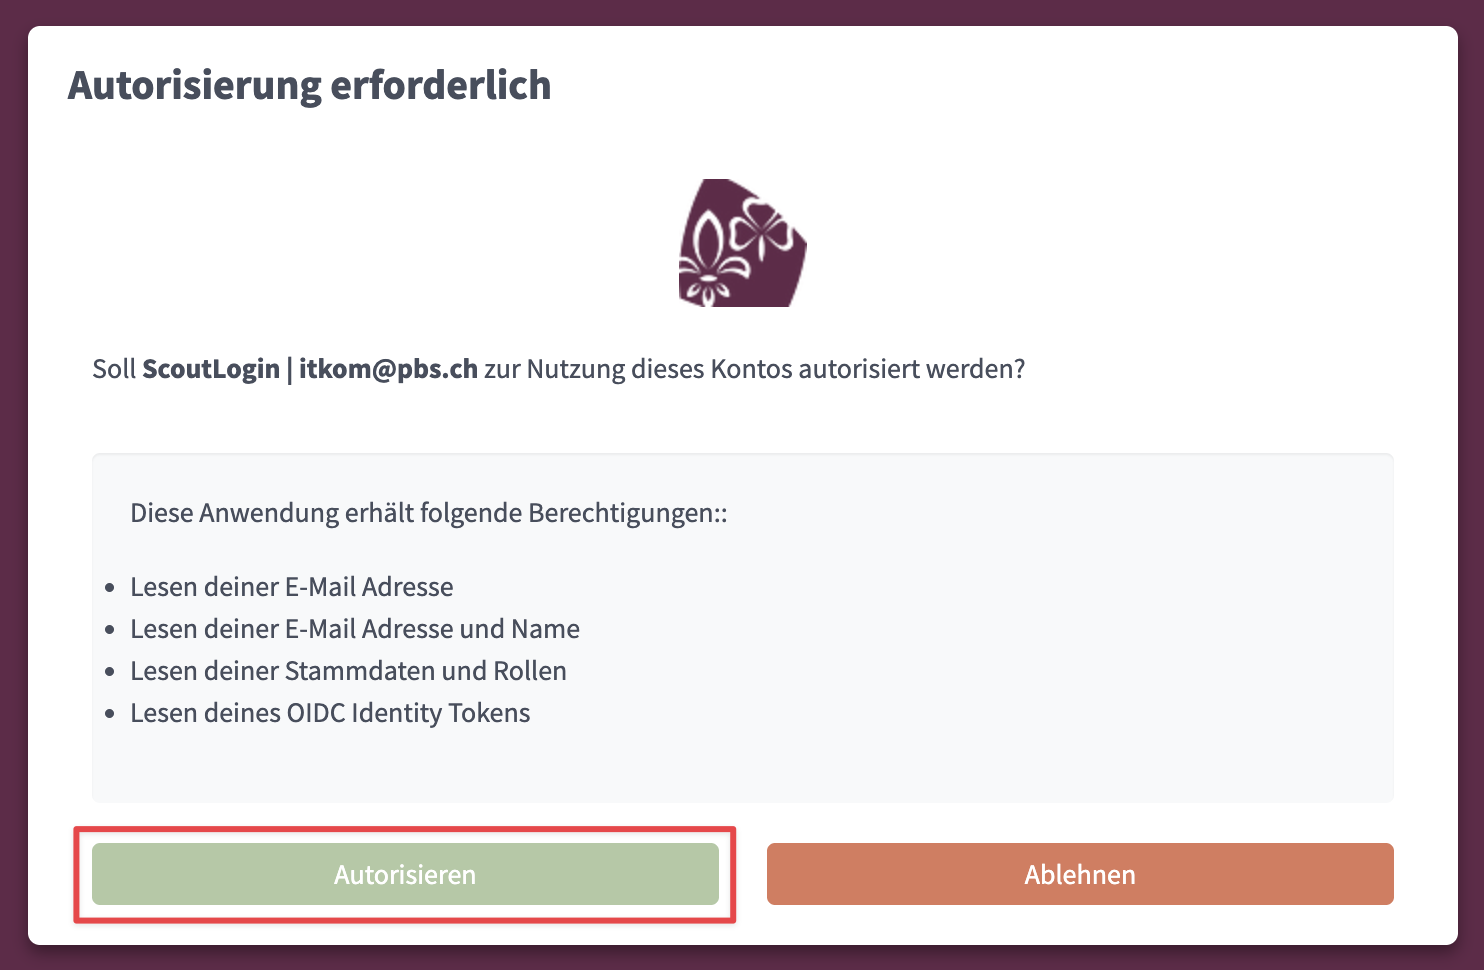 Autorisierung erforderlich
Soll ScoutLogin | itkom@pbs.ch zur Nutzung dieses Kontos autorisiert werden?
Diese Anwendung erhält folgende Berechtigungen::
• Lesen deiner E-Mail Adresse
• Lesen deiner E-Mail Adresse und Name
• Lesen deiner Stammdaten und Rollen
• Lesen deines OIDC Identity Tokens
Autorisieren
Ablehnen